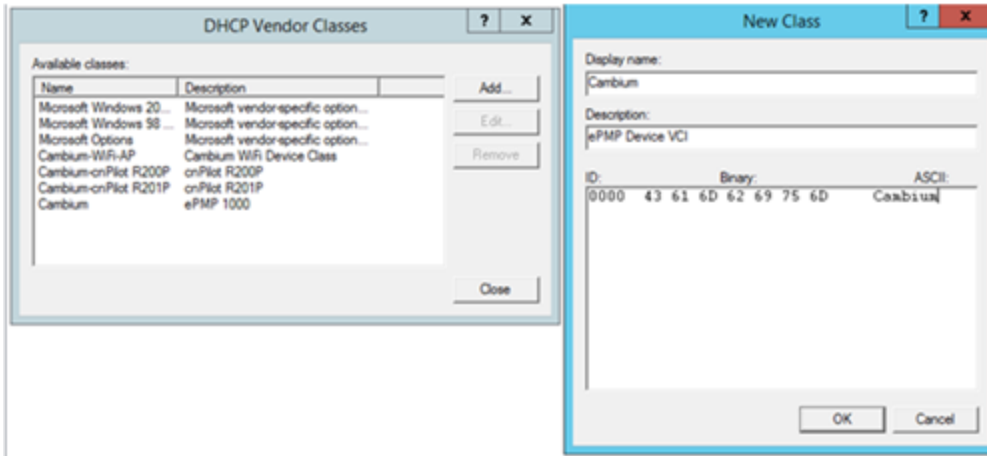 DHCP Vendor Classes
? x
Available classes:
Name Description
Microsoft Windows 20... Microsoft vendor-specific option...
Microsoft Windows 98 ... Microsoft vendor-specific option...
Microsoft Options Microsoft vendor-specific option...
Cambium-WiFi-AP Cambium WiFi Device Class
Cambium-cnPilot R200P cnPilot R200P
Cambium-cnPilot R201P cnPilot R201P
Cambium ePMP 1000
Add...
Edit...
Remove
Close
New Class
? x
Display name:
Cambium
Description:
ePMP Device VCI
ID: Binary: ASCII:
0000 43 61 6D 62 69 75 6D Cambium
OK Cancel